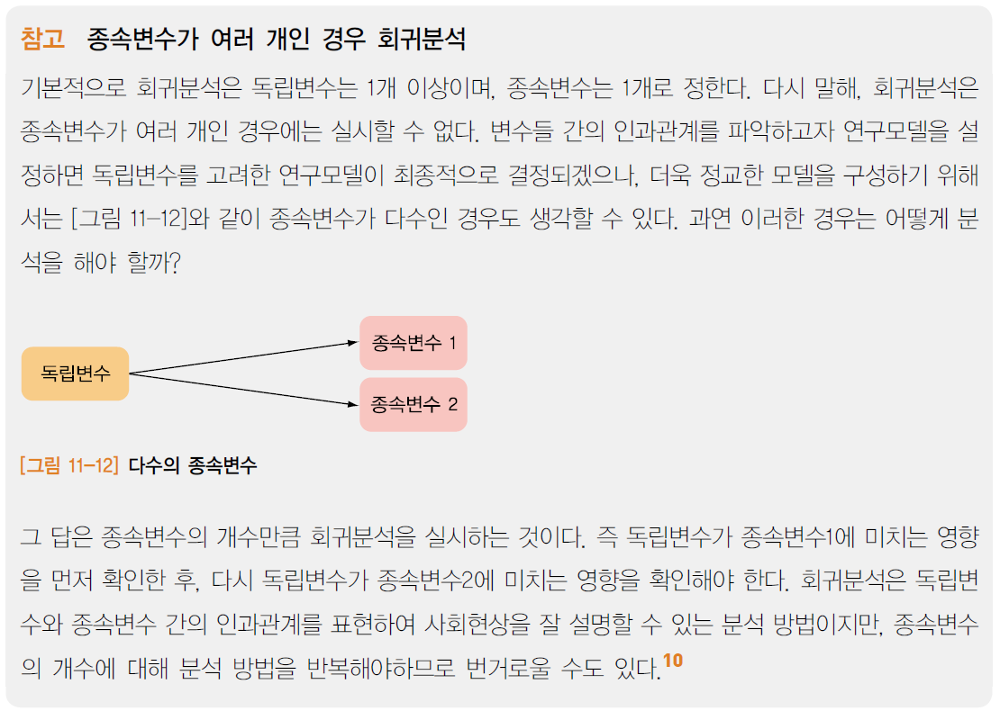 참고 종속변수가 여러 개인 경우 회귀분석
기본적으로 회귀분석은 독립변수는 1개 이상이며, 종속변수는 1개로 정한다. 다시 말해, 회귀분석은
종속변수가 여러 개인 경우에는 실시할 수 없다. 변수들 간의 인과관계를 파악하고자 연구모델을 설
정하면 독립변수를 고려한 연구모델이 최종적으로 결정되겠으나, 더욱 정교한 모델을 구성하기 위해
서는 [그림 11-12]와 같이 종속변수가 다수인 경우도 생각할 수 있다. 과연 이러한 경우는 어떻게 분
석을 해야 할까?
종속변수 1
독립변수
종속변수 2
[그림 11-12] 다수의 종속변수
그 답은 종속변수의 개수만큼 회귀분석을 실시하는 것이다. 즉 독립변수가 종속변수1에 미치는 영향
을 먼저 확인한 후, 다시 독립변수가 종속변수2에 미치는 영향을 확인해야 한다. 회귀분석은 독립변
수와 종속변수 간의 인과관계를 표현하여 사회현상을 잘 설명할 수 있는 분석 방법이지만, 종속변수
의 개수에 대해 분석 방법을 반복해야하므로 번거로울 수도 있다.10